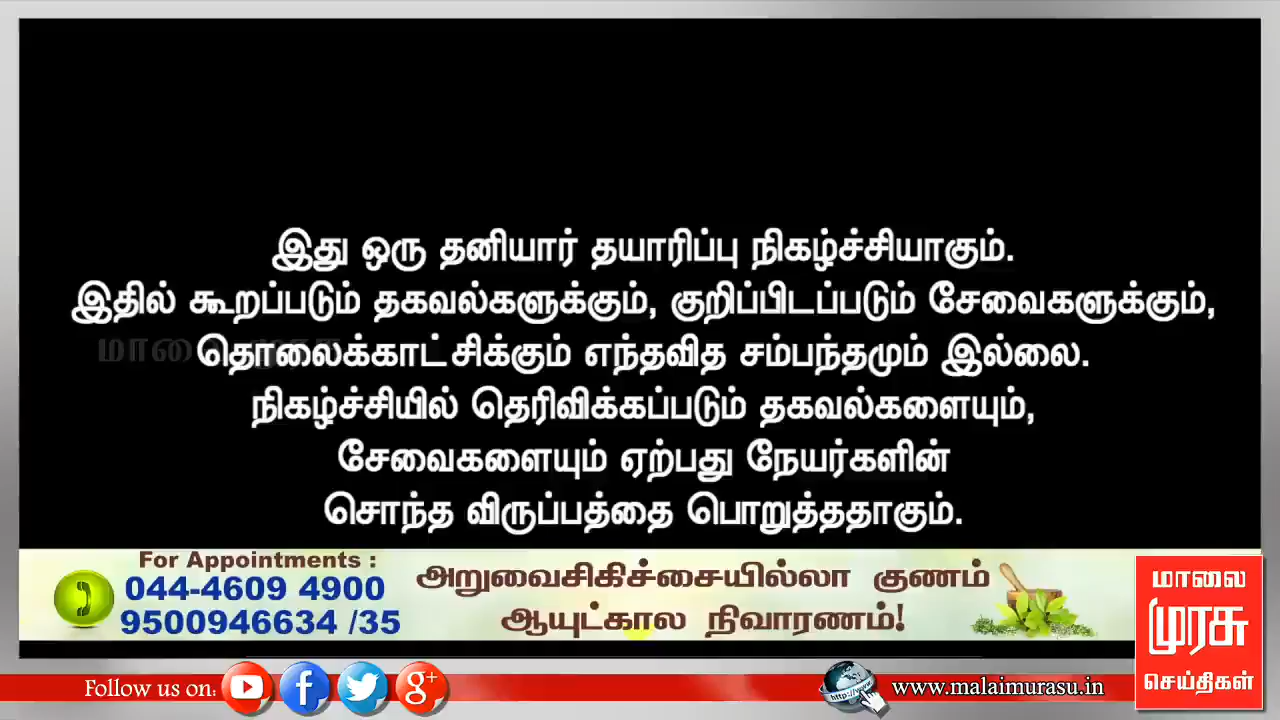 இது ஒரு தனியார் தயாரிப்பு நிகழ்ச்சியாகும்.
இதில் கூறப்படும் தகவல்களுக்கும், குறிப்பிடப்படும் சேவைகளுக்கும்,
தொலைக்காட்சிக்கும் எந்தவித சம்பந்தமும் இல்லை.
நிகழ்ச்சியில் தெரிவிக்கப்படும் தகவல்களையும்,
சேவைகளையும் ஏற்பது நேயர்களின்
சொந்த விருப்பத்தை பொறுத்ததாகும்.
For Appointments :
044-4609 4900
9500946634 /35
அறுவைசிகிச்சையில்லா குணம்
ஆயுட்கால நிவாரணம்!
மாலை
முரசு
செய்திகள்
Follow us on:
http://www
www.malaimurasu.in